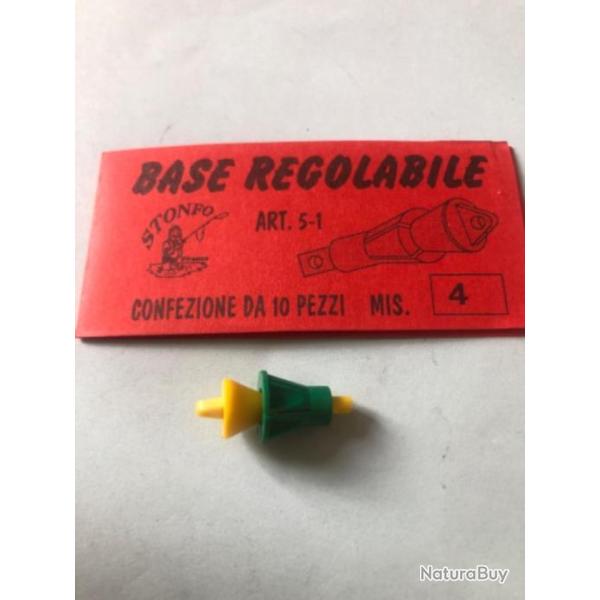 BASE REGOLABILE
STONFO
ART. 5-1
CONFEZIONE DA 10 PEZZI MIS. 4
NaturaBuy